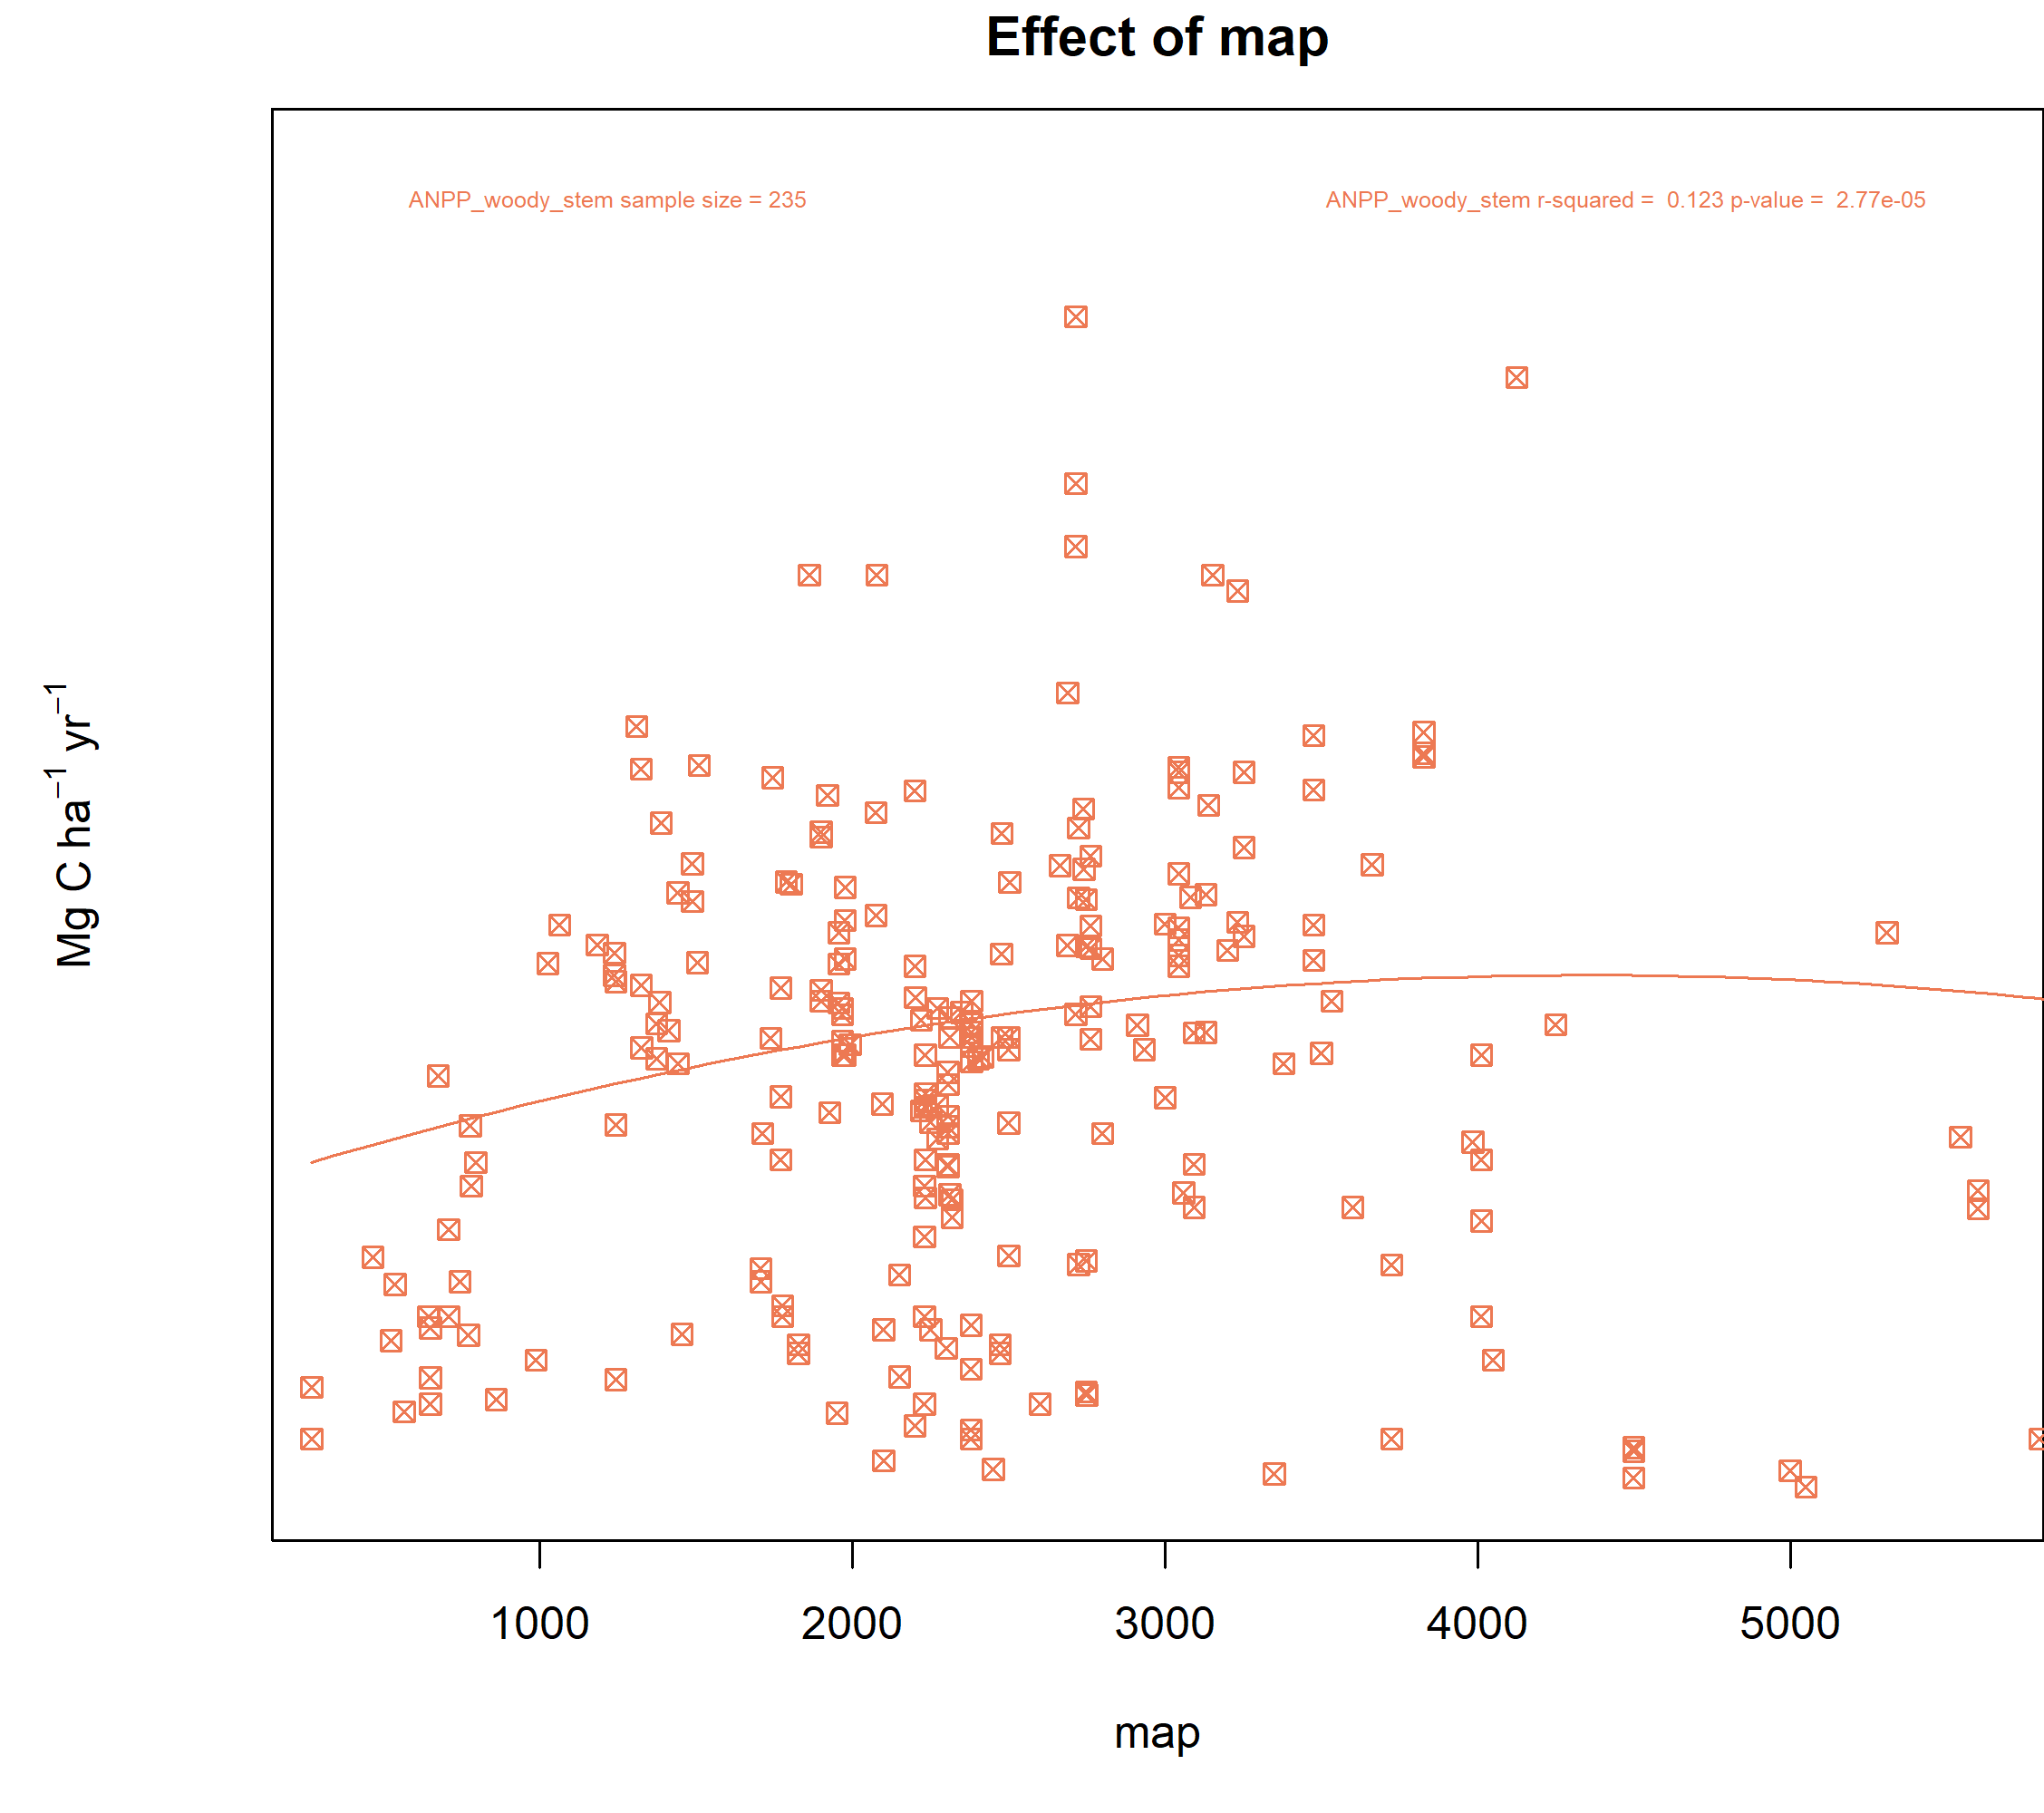 Effect of map
ANPP_woody_stem sample size = 235
ANPP_woody_stem r-squared =  0.123 p-value =  2.77e-05
Mg C ha⁻¹ yr⁻¹
1000 2000 3000 4000 5000
map